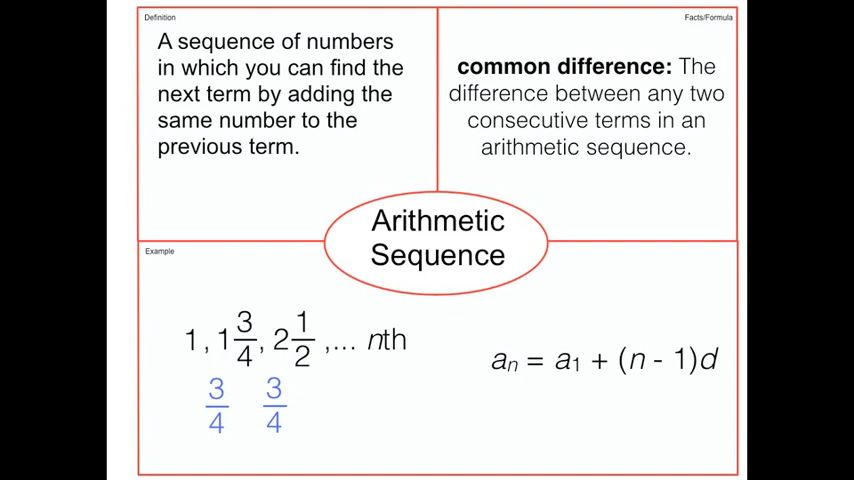 Definition
A sequence of numbers
in which you can find the
next term by adding the
same number to the
previous term.
Facts/Formula
common difference: The
difference between any two
consecutive terms in an
arithmetic sequence.
Arithmetic
Sequence
Example
1, 1 3/4, 2 1/2, ... nth
3/4 3/4
aₙ = a₁ + (n - 1)d